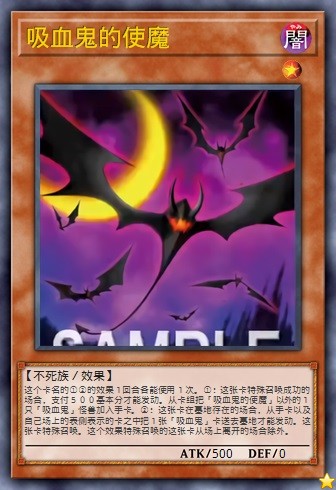 吸血鬼的使魔
闇
SAMPLE
【不死族／效果】
这个卡名的①②的效果1回合各能使用1次。①：这张卡特殊召唤成功的
场合，支付500基本分才能发动。从卡组把「吸血鬼的使魔」以外的1
只「吸血鬼」怪兽加入手卡。②：这张卡在墓地存在的场合，从手卡以及
自己场上的表侧表示的卡之中把1张「吸血鬼」卡送去墓地才能发动。这
张卡特殊召唤。这个效果特殊召唤的这张卡从场上离开的场合除外。
ATK/500 DEF/0